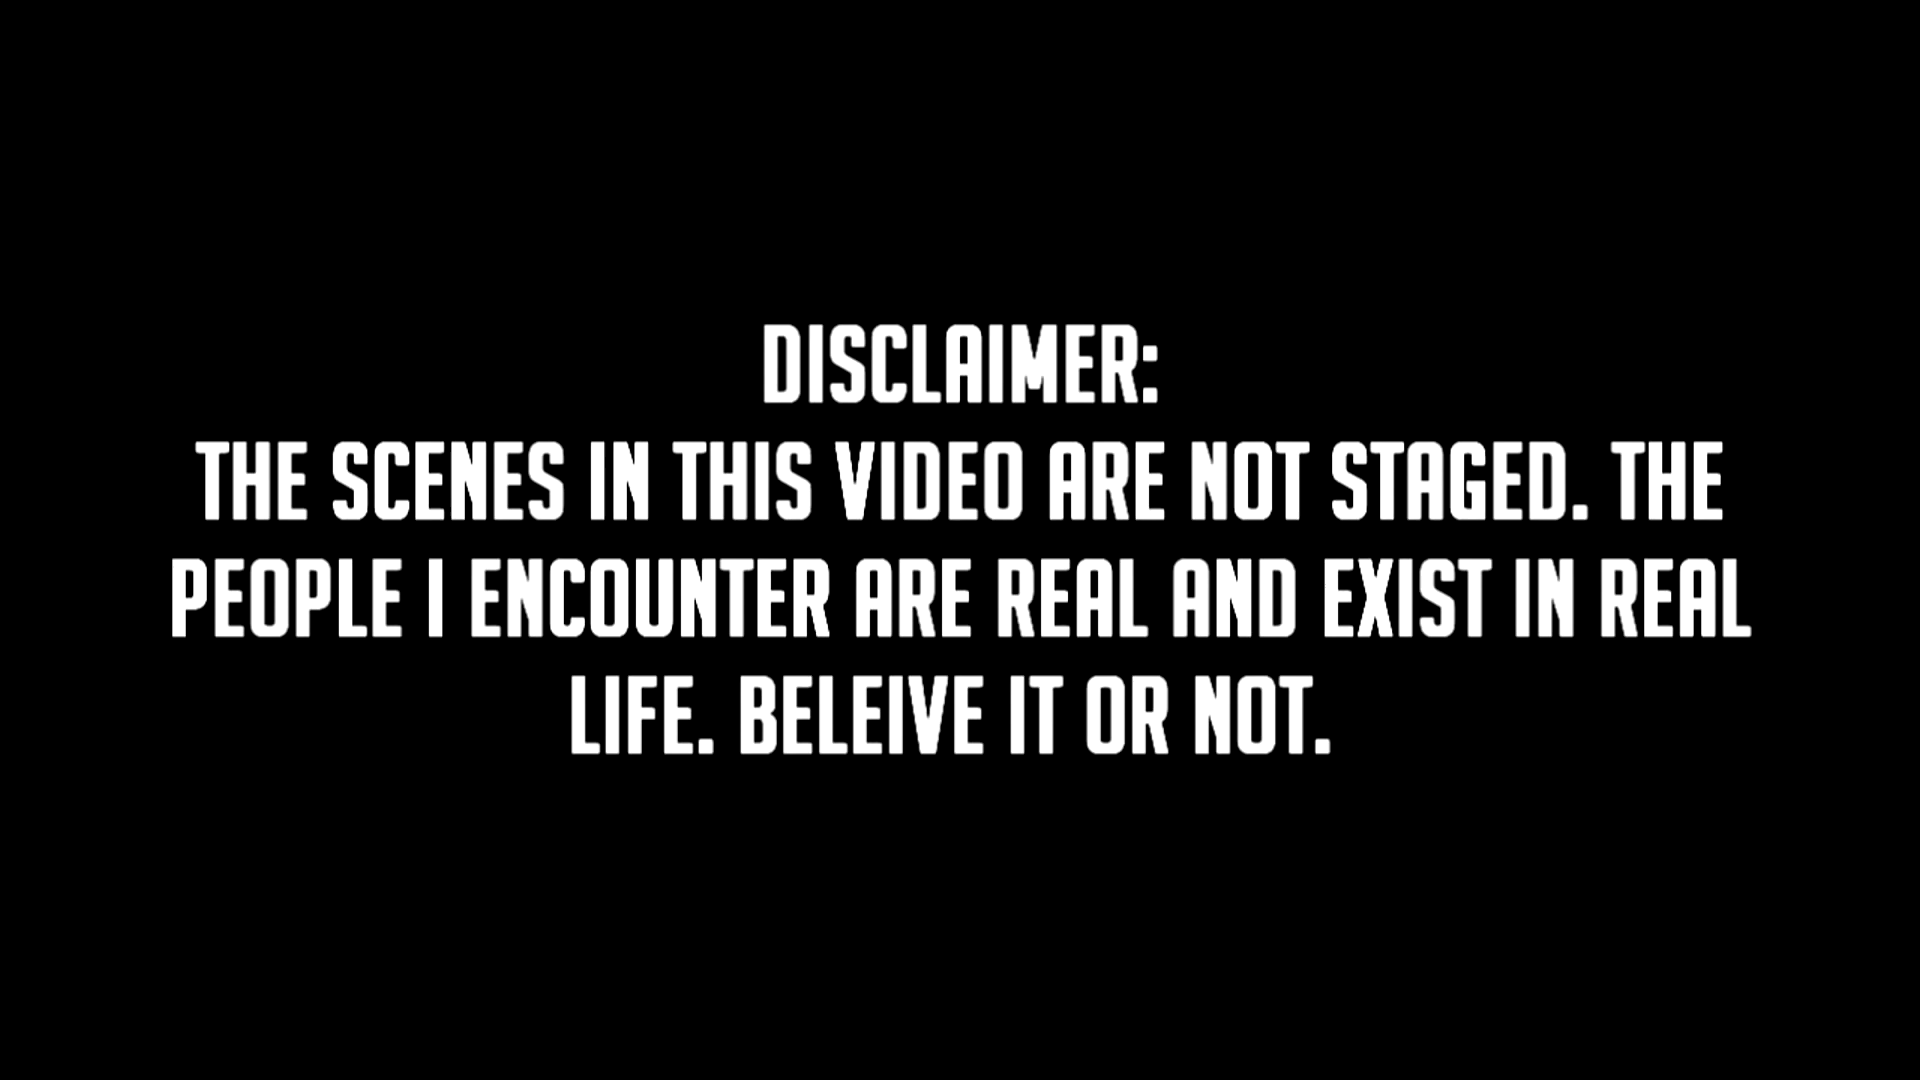 DISCLAIMER:
THE SCENES IN THIS VIDEO ARE NOT STAGED. THE
PEOPLE I ENCOUNTER ARE REAL AND EXIST IN REAL
LIFE. BELEIVE IT OR NOT.